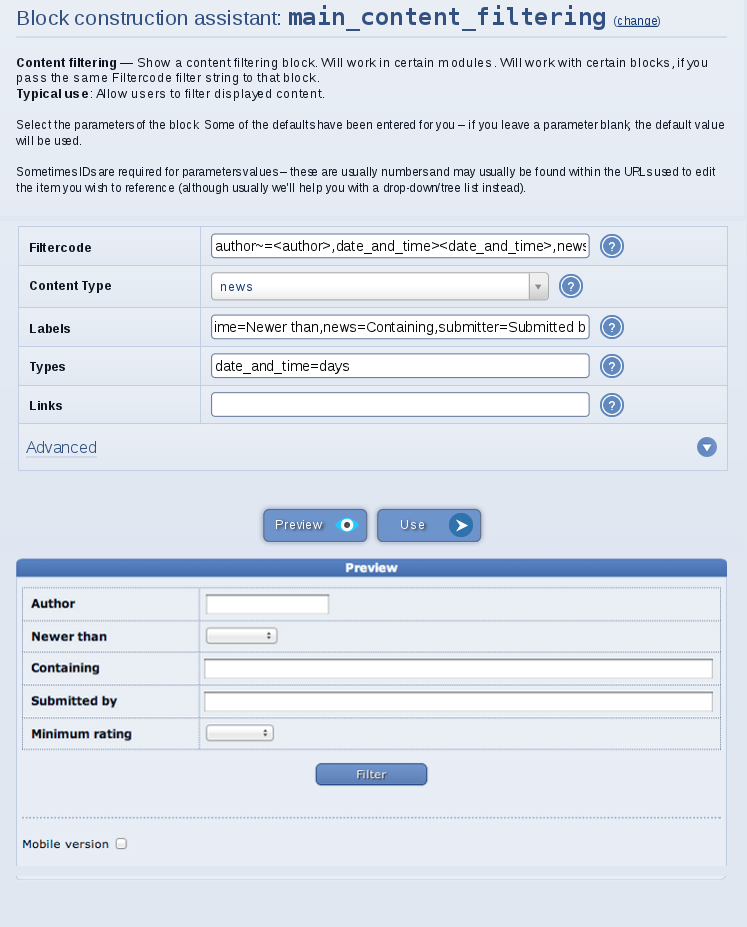 Block construction assistant: main_content_filtering (change)
Content filtering — Show a content filtering block. Will work in certain modules. Will work with certain blocks, if you
pass the same Filtercode filter string to that block.
Typical use: Allow users to filter displayed content.
Select the parameters of the block. Some of the defaults have been entered for you – if you leave a parameter blank, the default value
will be used.
Sometimes IDs are required for parameters values – these are usually numbers and may usually be found within the URLs used to edit
the item you wish to reference (although usually we'll help you with a drop-down/tree list instead).
Filtercode author~=<author>,date_and_time><date_and_time>,news ?
Content Type news ?
Labels ime=Newer than,news=Containing,submitter=Submitted b ?
Types date_and_time=days ?
Links ?
Advanced
Preview Use
Preview
Author
Newer than
Containing
Submitted by
Minimum rating
Filter
Mobile version